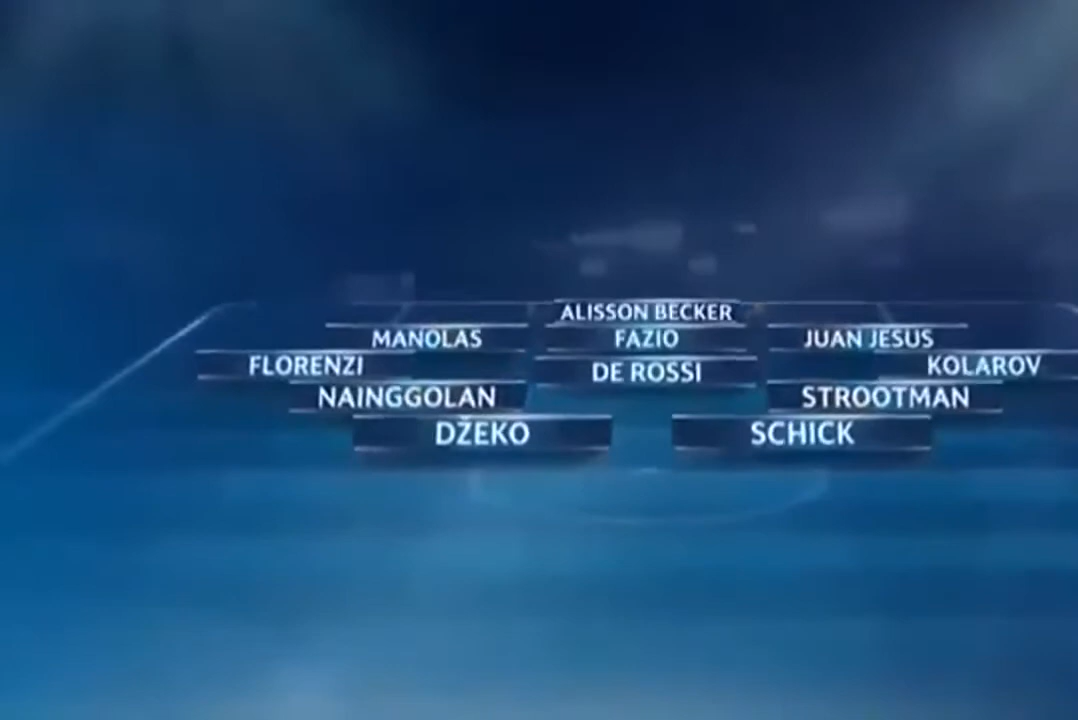 ALISSON BECKER
MANOLAS FAZIO JUAN JESUS
FLORENZI DE ROSSI KOLAROV
NAINGGOLAN STROOTMAN
DŽEKO SCHICK